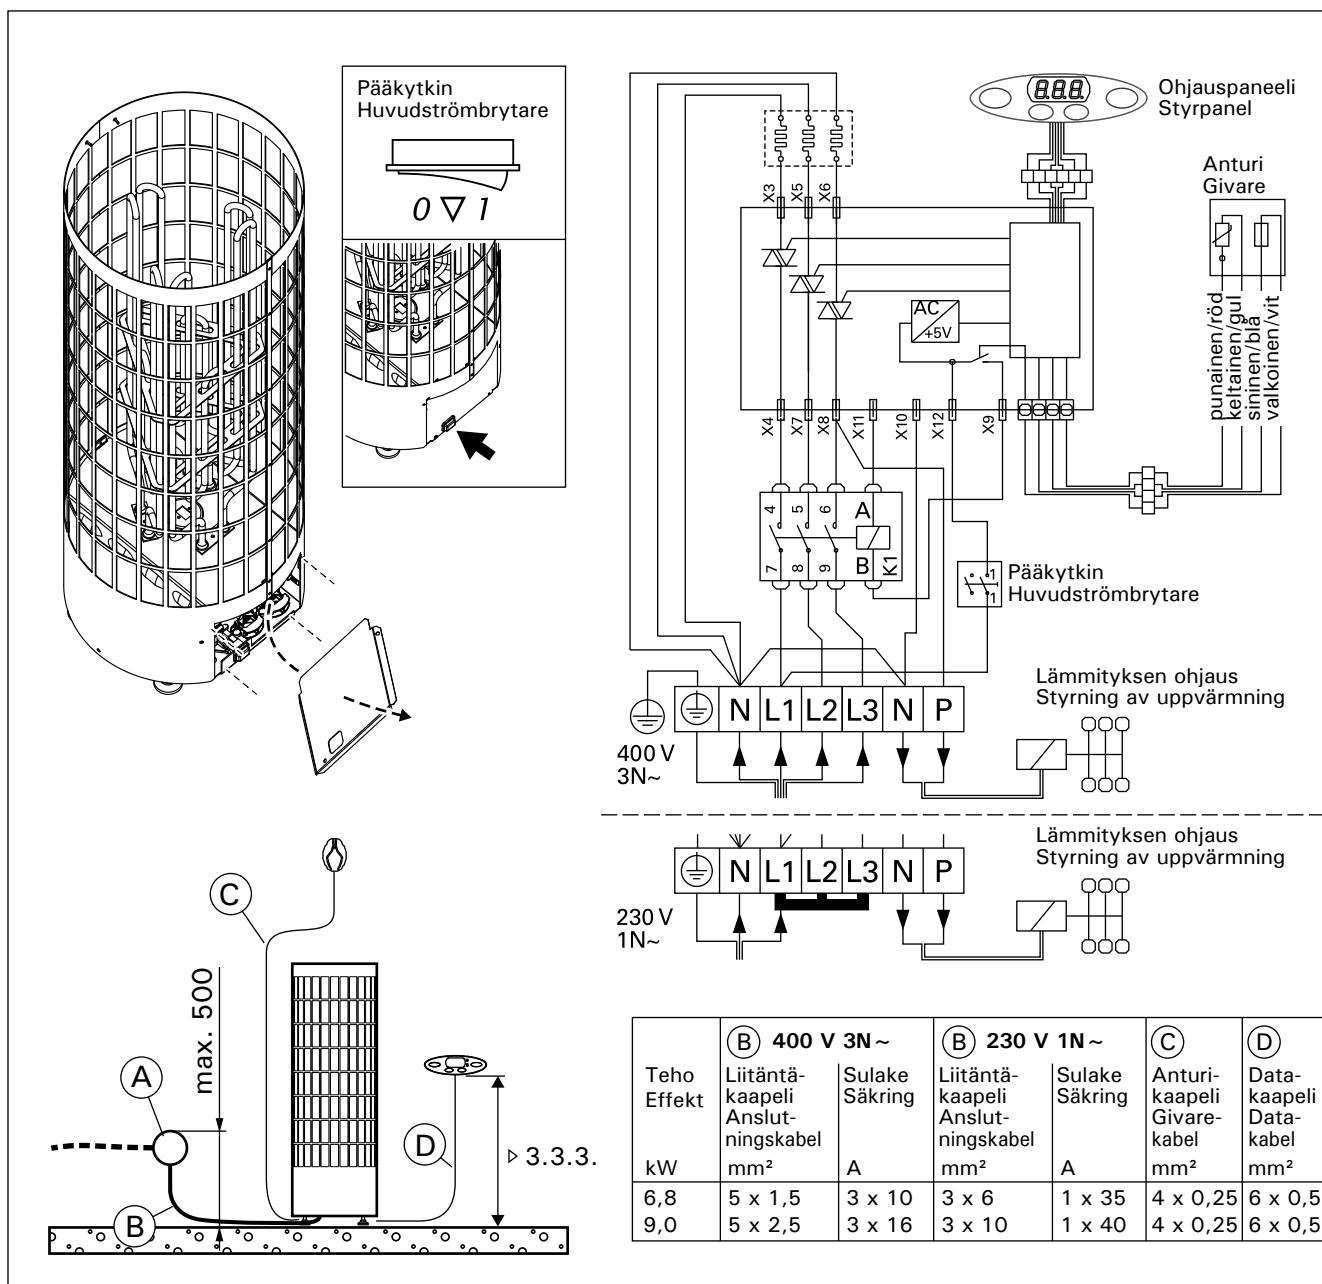 Pääkytkin
Huvudströmbrytare
0 ▽ 1
8.8.8.
Ohjauspaneeli
Styrpanel
Anturi
Givare
punainen/röd
keltainen/gul
sininen/blå
valkoinen/vit
X3
X5
X6
AC
+5V
X4
X7
X8
X11
X10
X12
X9
4
5
6
A
7
8
9
B
K1
1
1
Pääkytkin
Huvudströmbrytare
Lämmityksen ohjaus
Styrning av uppvärmning
N L1 L2 L3 N P
400 V
3N~
Lämmityksen ohjaus
Styrning av uppvärmning
N L1 L2 L3 N P
230 V
1N~
C
max. 500
A
D
▷ 3.3.3.
B
Ⓑ 400 V 3N~ Ⓑ 230 V 1N~ Ⓒ Ⓓ
Teho Liitäntä- Sulake Liitäntä- Sulake Anturi- Data-
Effekt kaapeli Säkring kaapeli Säkring kaapeli kaapeli
Anslut- Anslut- Givare- Data-
ningskabel ningskabel kabel kabel
kW mm² A mm² A mm² mm²
6,8 5 x 1,5 3 x 10 3 x 6 1 x 35 4 x 0,25 6 x 0,5
9,0 5 x 2,5 3 x 16 3 x 10 1 x 40 4 x 0,25 6 x 0,5